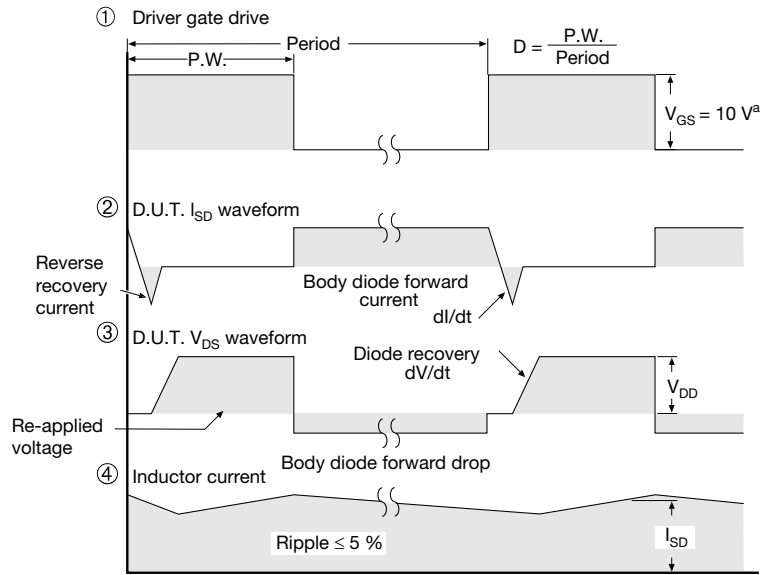 ① Driver gate drive
Period
P.W.
D = P.W. / Period
V_GS = 10 V^a
② D.U.T. I_SD waveform
Reverse
recovery
current
Body diode forward
current
dI/dt
③ D.U.T. V_DS waveform
Diode recovery
dV/dt
V_DD
Re-applied
voltage
Body diode forward drop
④ Inductor current
Ripple ≤ 5 %
I_SD